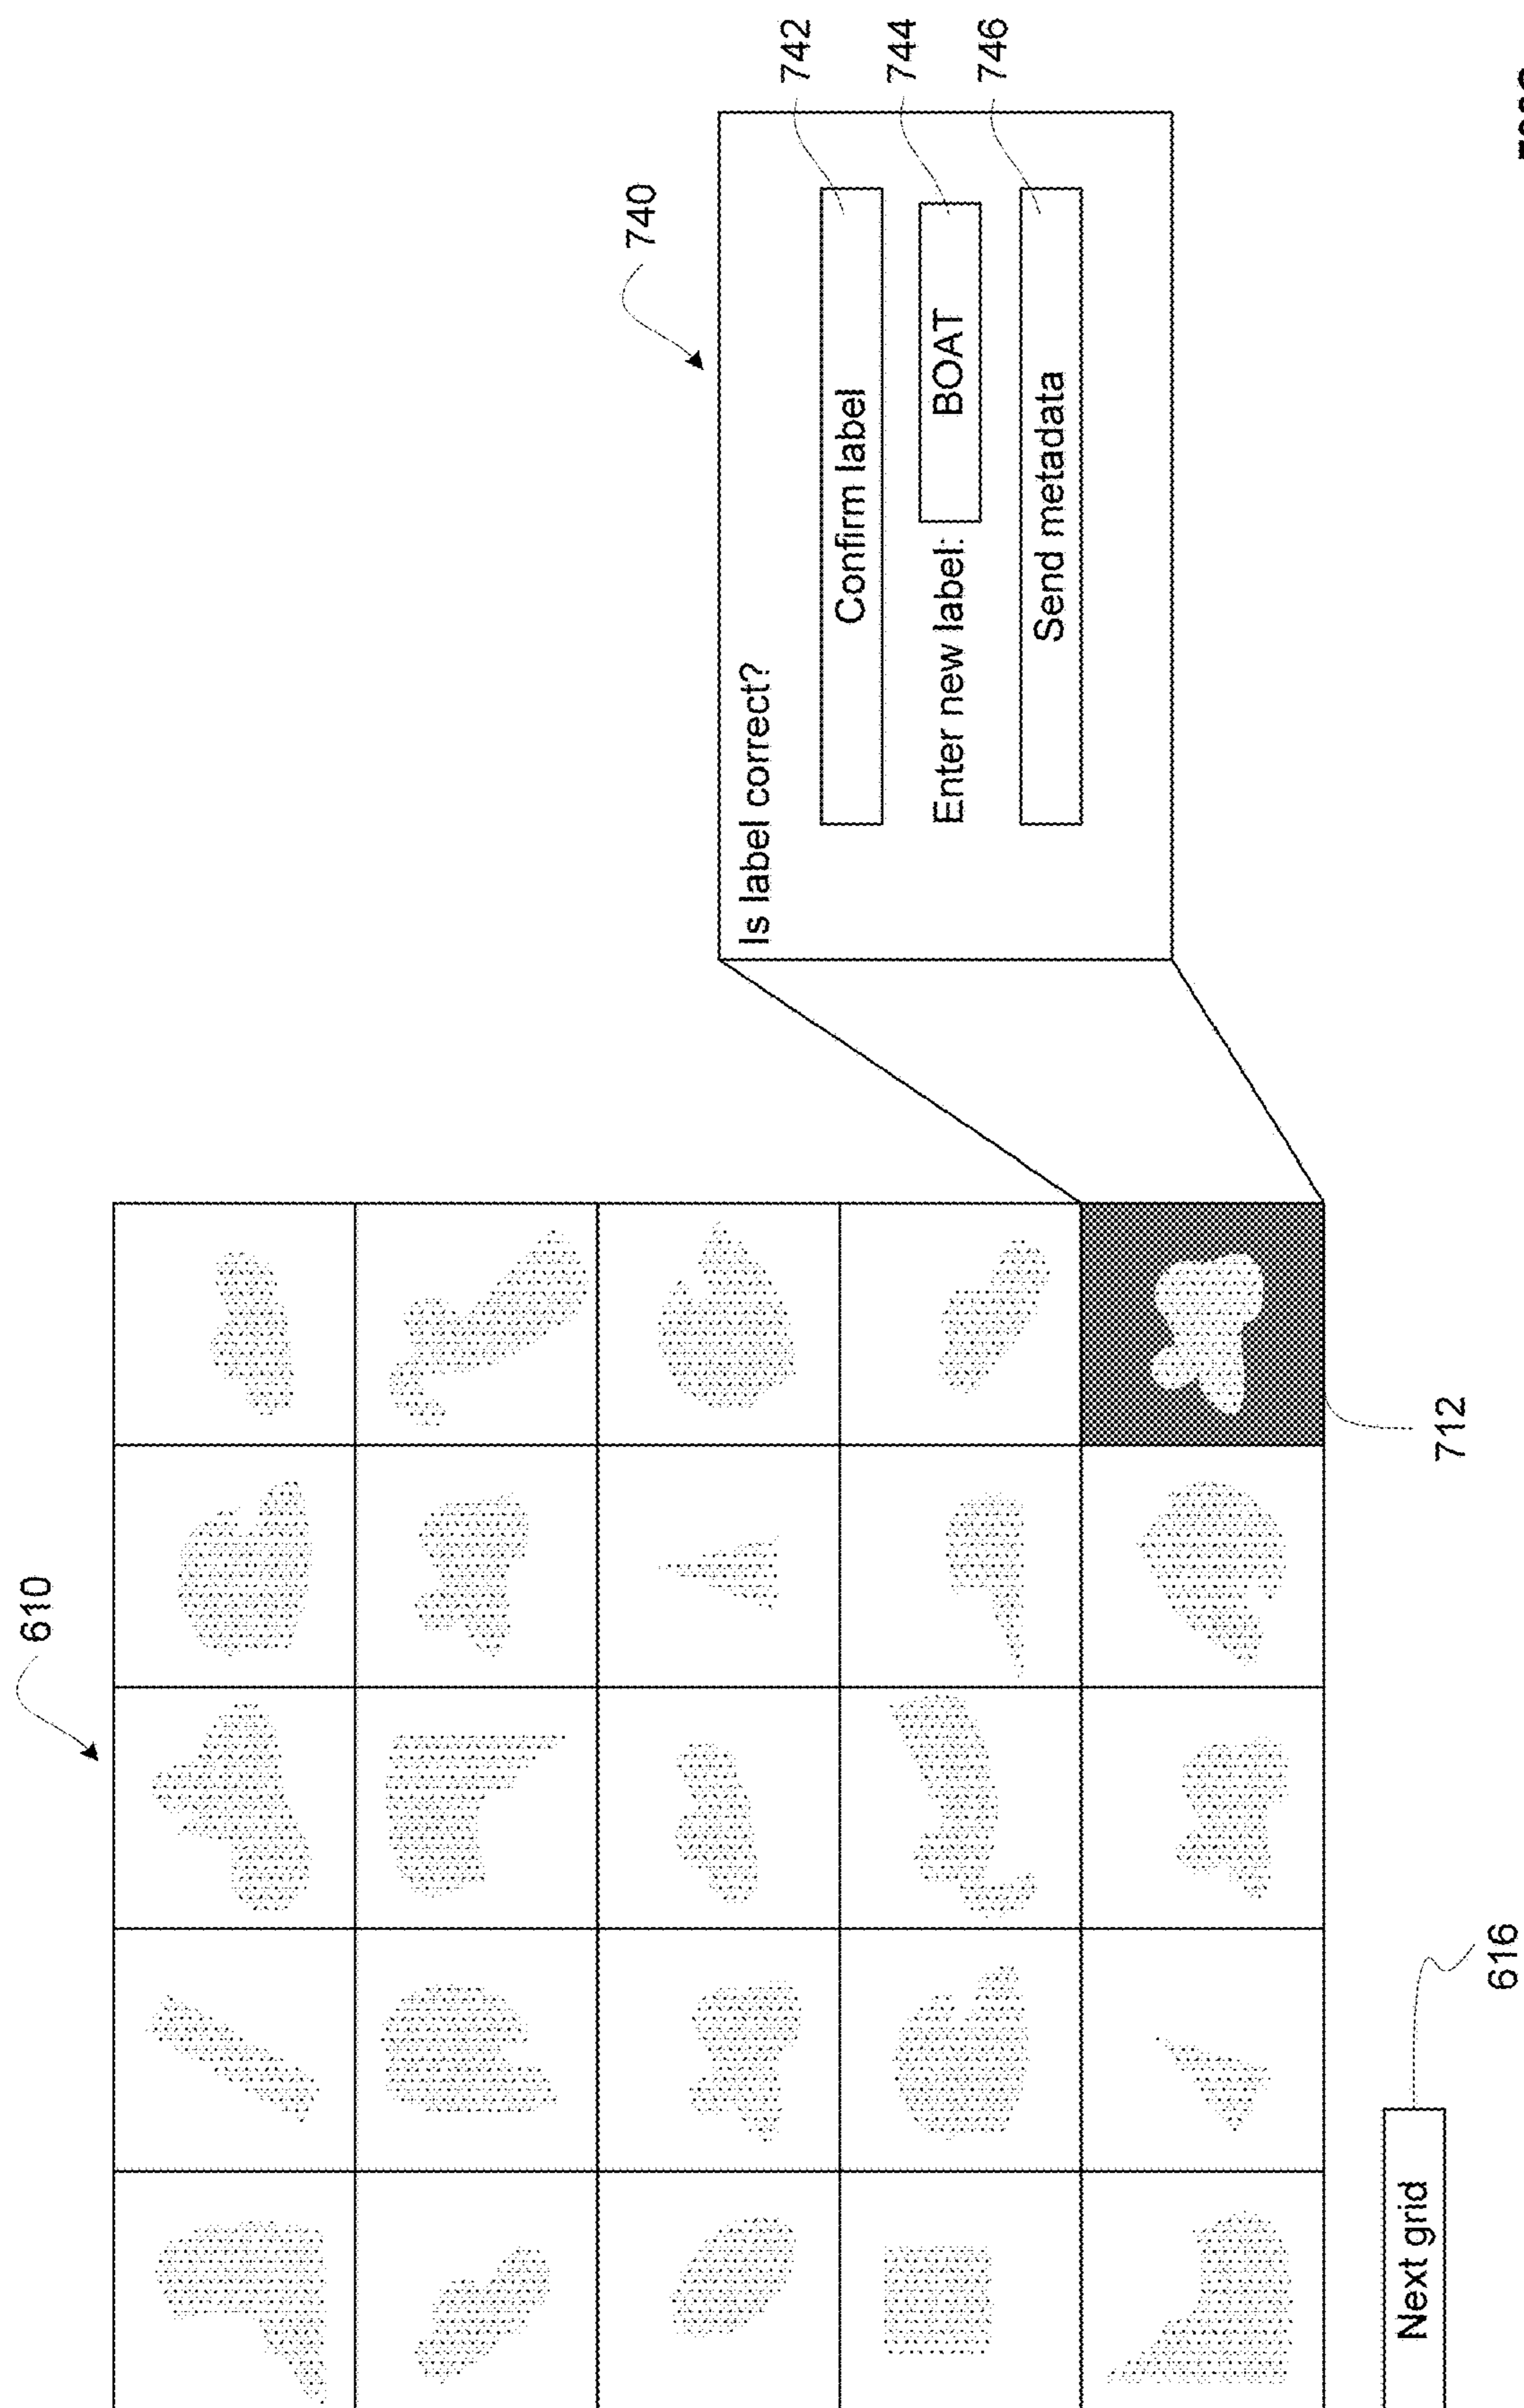 610
740
Is label correct?
Confirm label
742
Enter new label: BOAT
744
Send metadata
746
712
Next grid
616